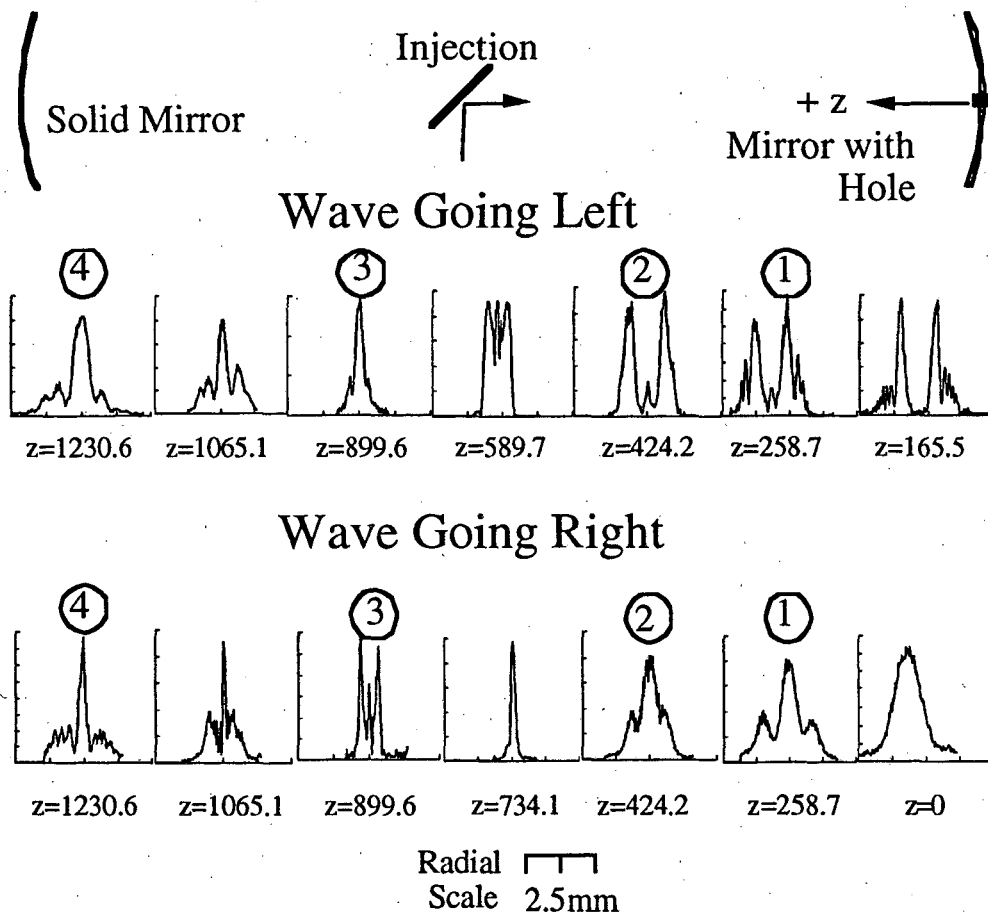 Injection
Solid Mirror
+ z
Mirror with
Hole
Wave Going Left
4 3 2 1
z=1230.6 z=1065.1 z=899.6 z=589.7 z=424.2 z=258.7 z=165.5
Wave Going Right
4 3 2 1
z=1230.6 z=1065.1 z=899.6 z=734.1 z=424.2 z=258.7 z=0
Radial
Scale 2.5mm